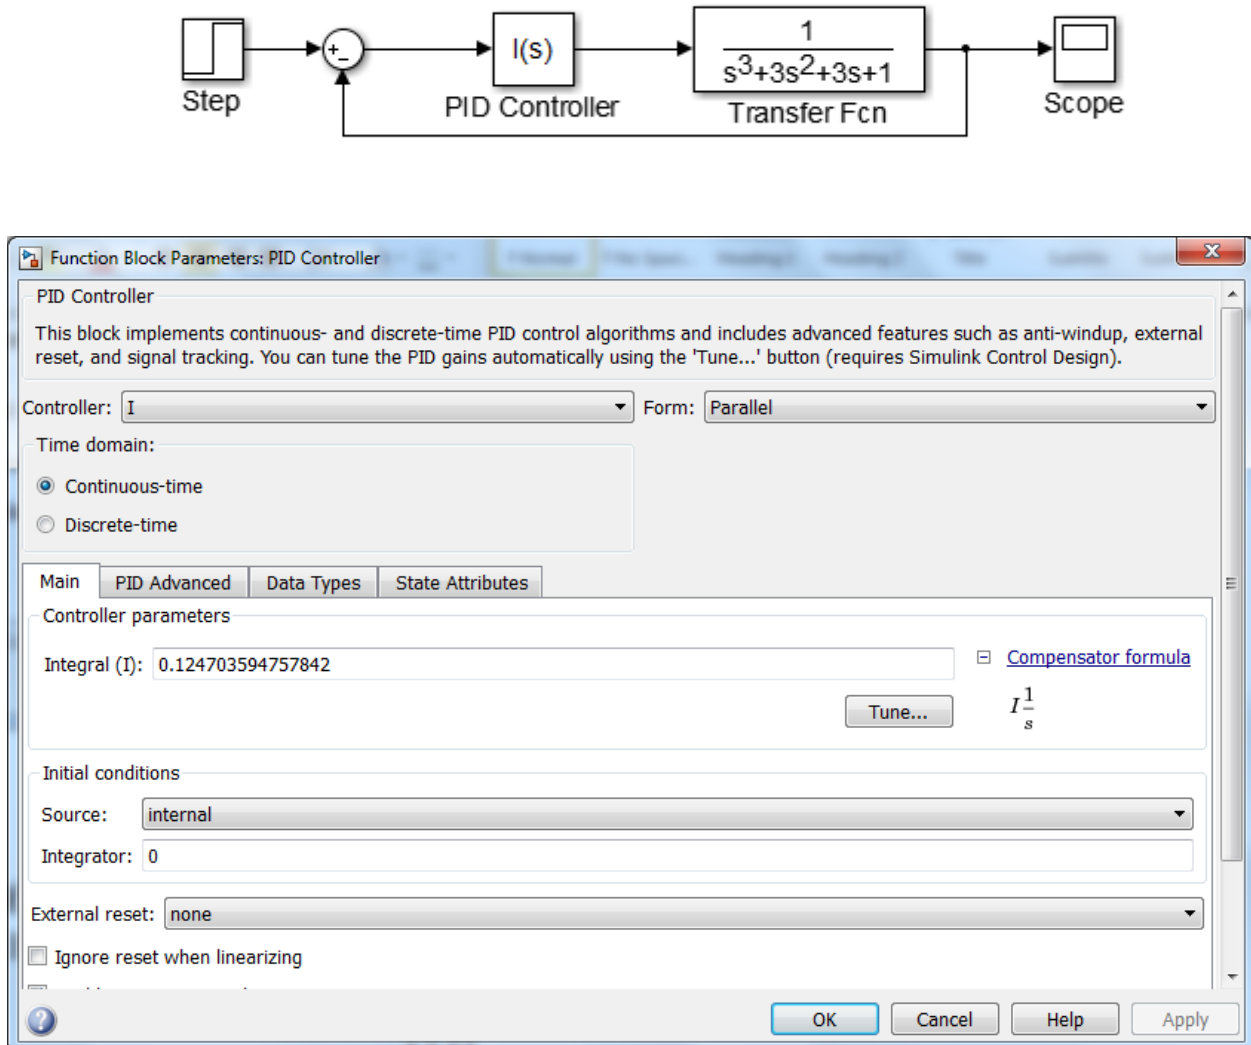 I(s)
1
s3+3s2+3s+1
Step
PID Controller
Transfer Fcn
Scope
Function Block Parameters: PID Controller
PID Controller
This block implements continuous- and discrete-time PID control algorithms and includes advanced features such as anti-windup, external
reset, and signal tracking. You can tune the PID gains automatically using the 'Tune...' button (requires Simulink Control Design).
Controller: I Form: Parallel
Time domain:
Continuous-time
Discrete-time
Main PID Advanced Data Types State Attributes
Controller parameters
Integral (I): 0.124703594757842 Compensator formula
Tune... I 1/s
Initial conditions
Source: internal
Integrator: 0
External reset: none
Ignore reset when linearizing
OK Cancel Help Apply